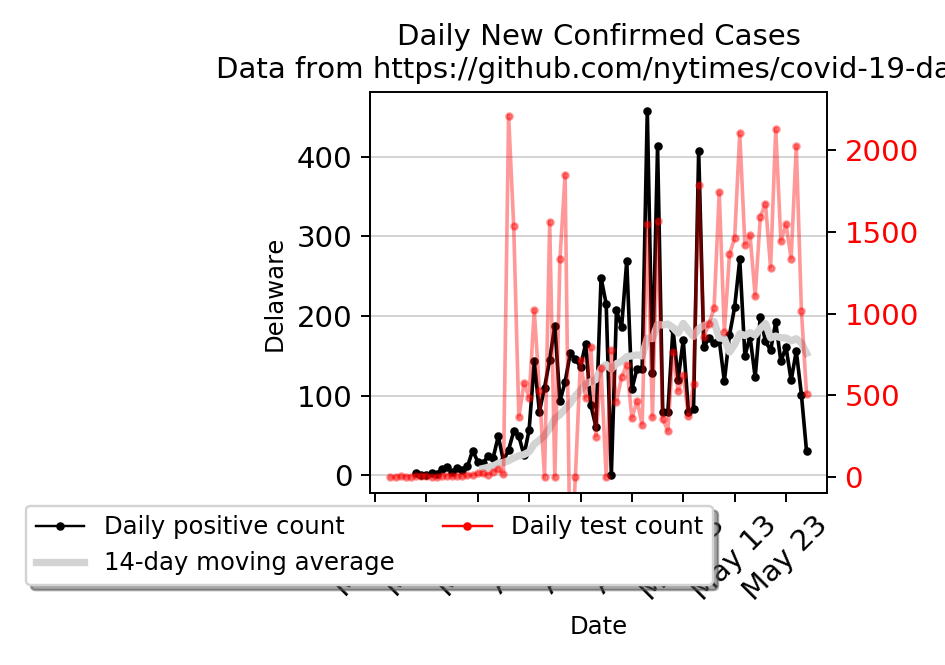 Daily New Confirmed Cases
Data from https://github.com/nytimes/covid-19-da
400
300
200
100
0
Delaware
2000
1500
1000
500
0
Daily positive count
Daily test count
14-day moving average
May 13
May 23
Date